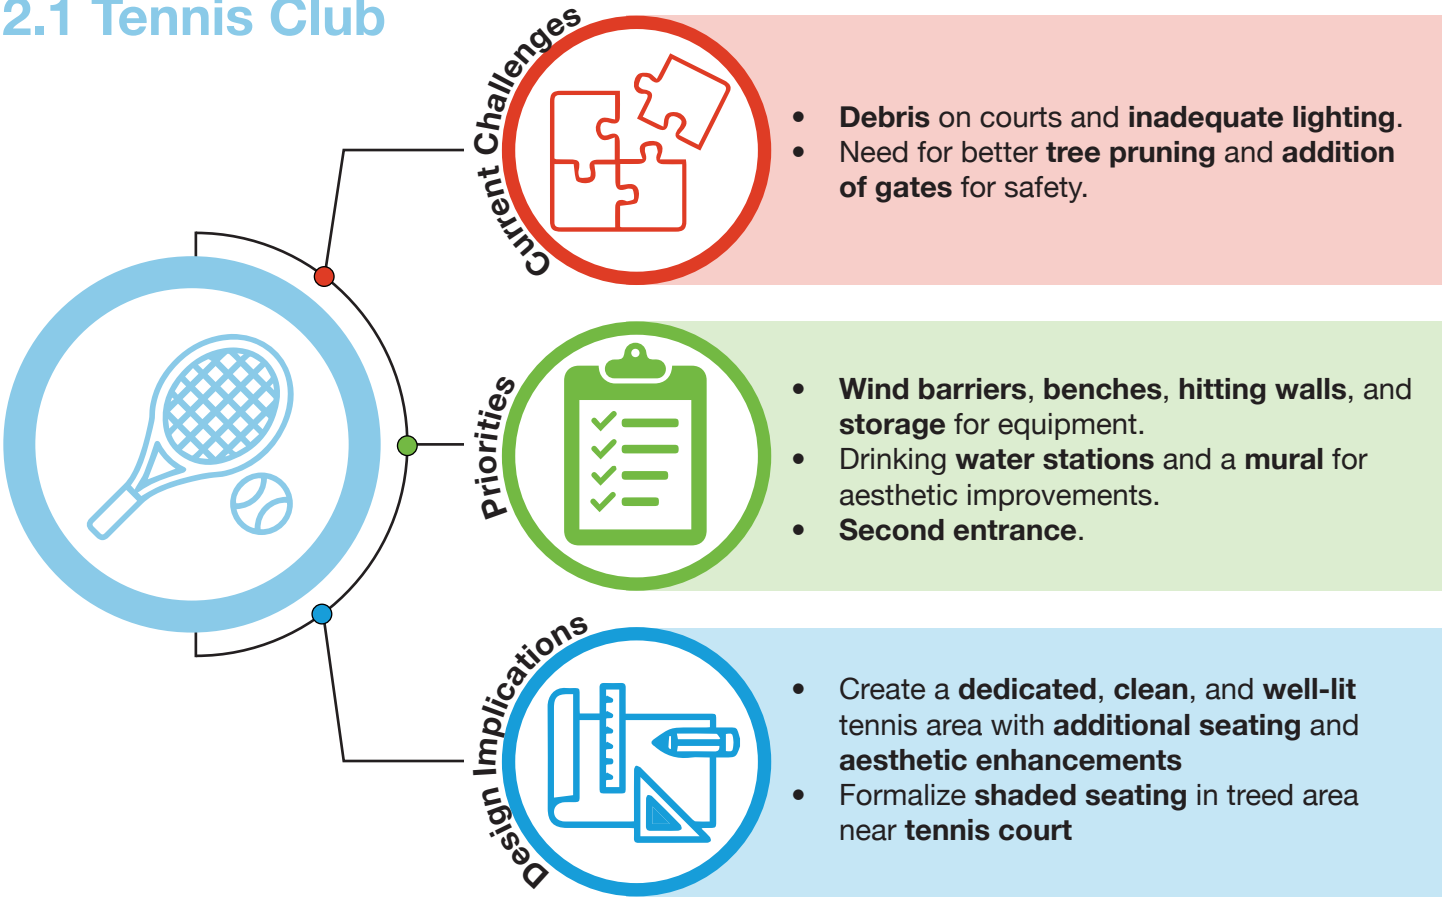 2.1 Tennis Club
Current Challenges
• Debris on courts and inadequate lighting.
• Need for better tree pruning and addition
of gates for safety.
Priorities
• Wind barriers, benches, hitting walls, and
storage for equipment.
• Drinking water stations and a mural for
aesthetic improvements.
• Second entrance.
Design Implications
• Create a dedicated, clean, and well-lit
tennis area with additional seating and
aesthetic enhancements
• Formalize shaded seating in treed area
near tennis court